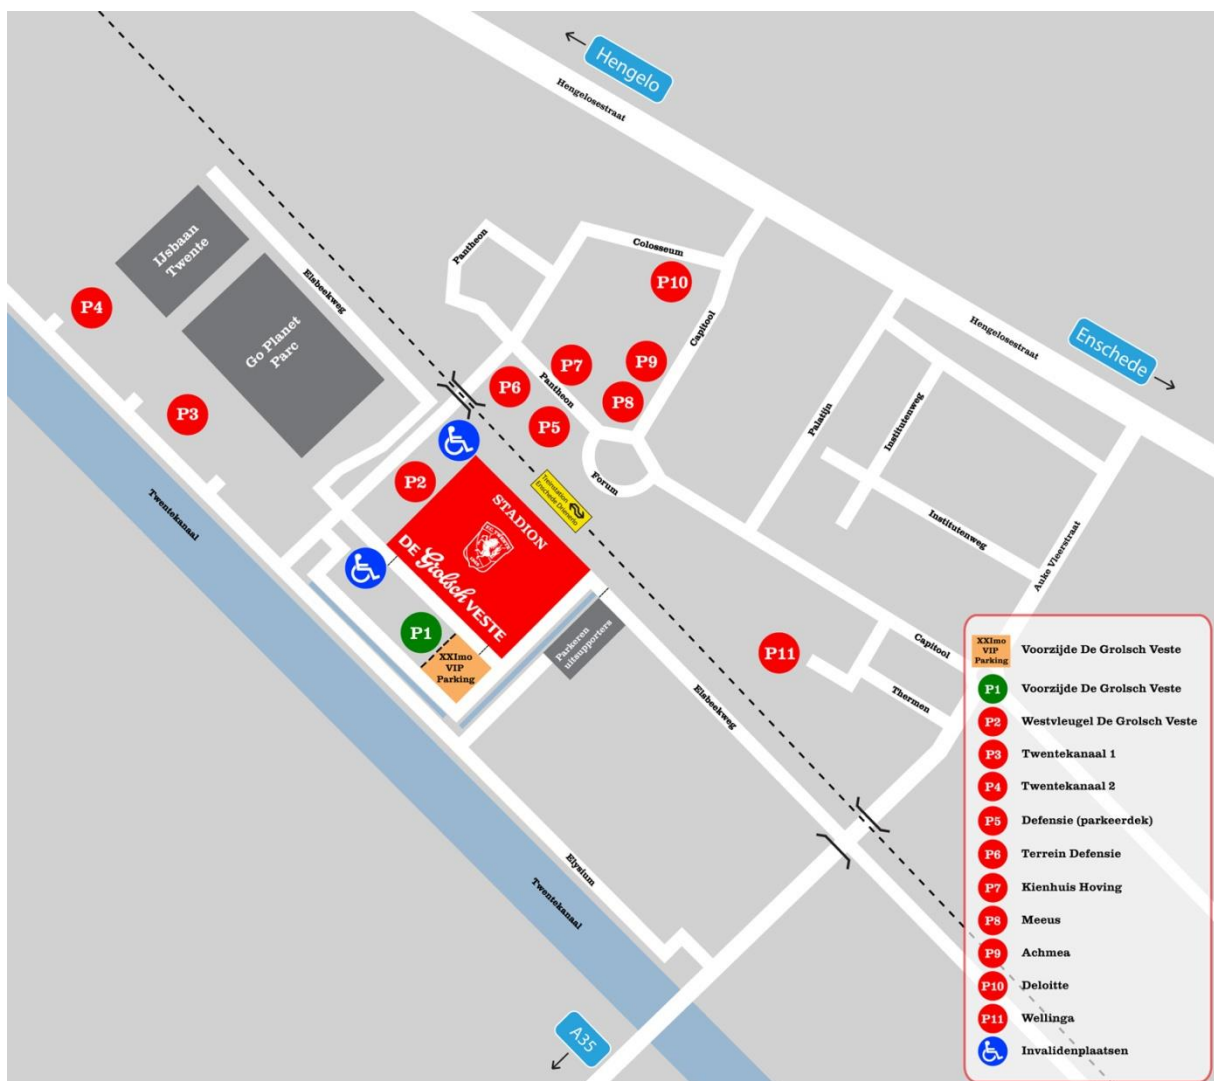 Hengelo
Hengelosestraat
Pantheon
Colosseum
IJsbaan
Twente
P10
Elsbeekweg
P4
Capitool
Hengelosestraat
Enschede
Go Planet
Parc
P9
P7
P6
Pantheon
P8
P3
P5
Palatijn
Institutenweg
P2
Forum
Treinstation
Enschede Drienerlo
STADION
DE Grolsch VESTE
Twentekanaal
Institutenweg
Auke Vleerstraat
P1
XXImo
VIP
Parking
Parkeren
uitsupporters
P11
Capitool
Thermen
Elsbeekweg
Elysium
Twentekanaal
A35
XXImo
VIP
Parking
Voorzijde De Grolsch Veste
P1 Voorzijde De Grolsch Veste
P2 Westvleugel De Grolsch Veste
P3 Twentekanaal 1
P4 Twentekanaal 2
P5 Defensie (parkeerdek)
P6 Terrein Defensie
P7 Kienhuis Hoving
P8 Meeus
P9 Achmea
P10 Deloitte
P11 Wellinga
Invalidenplaatsen